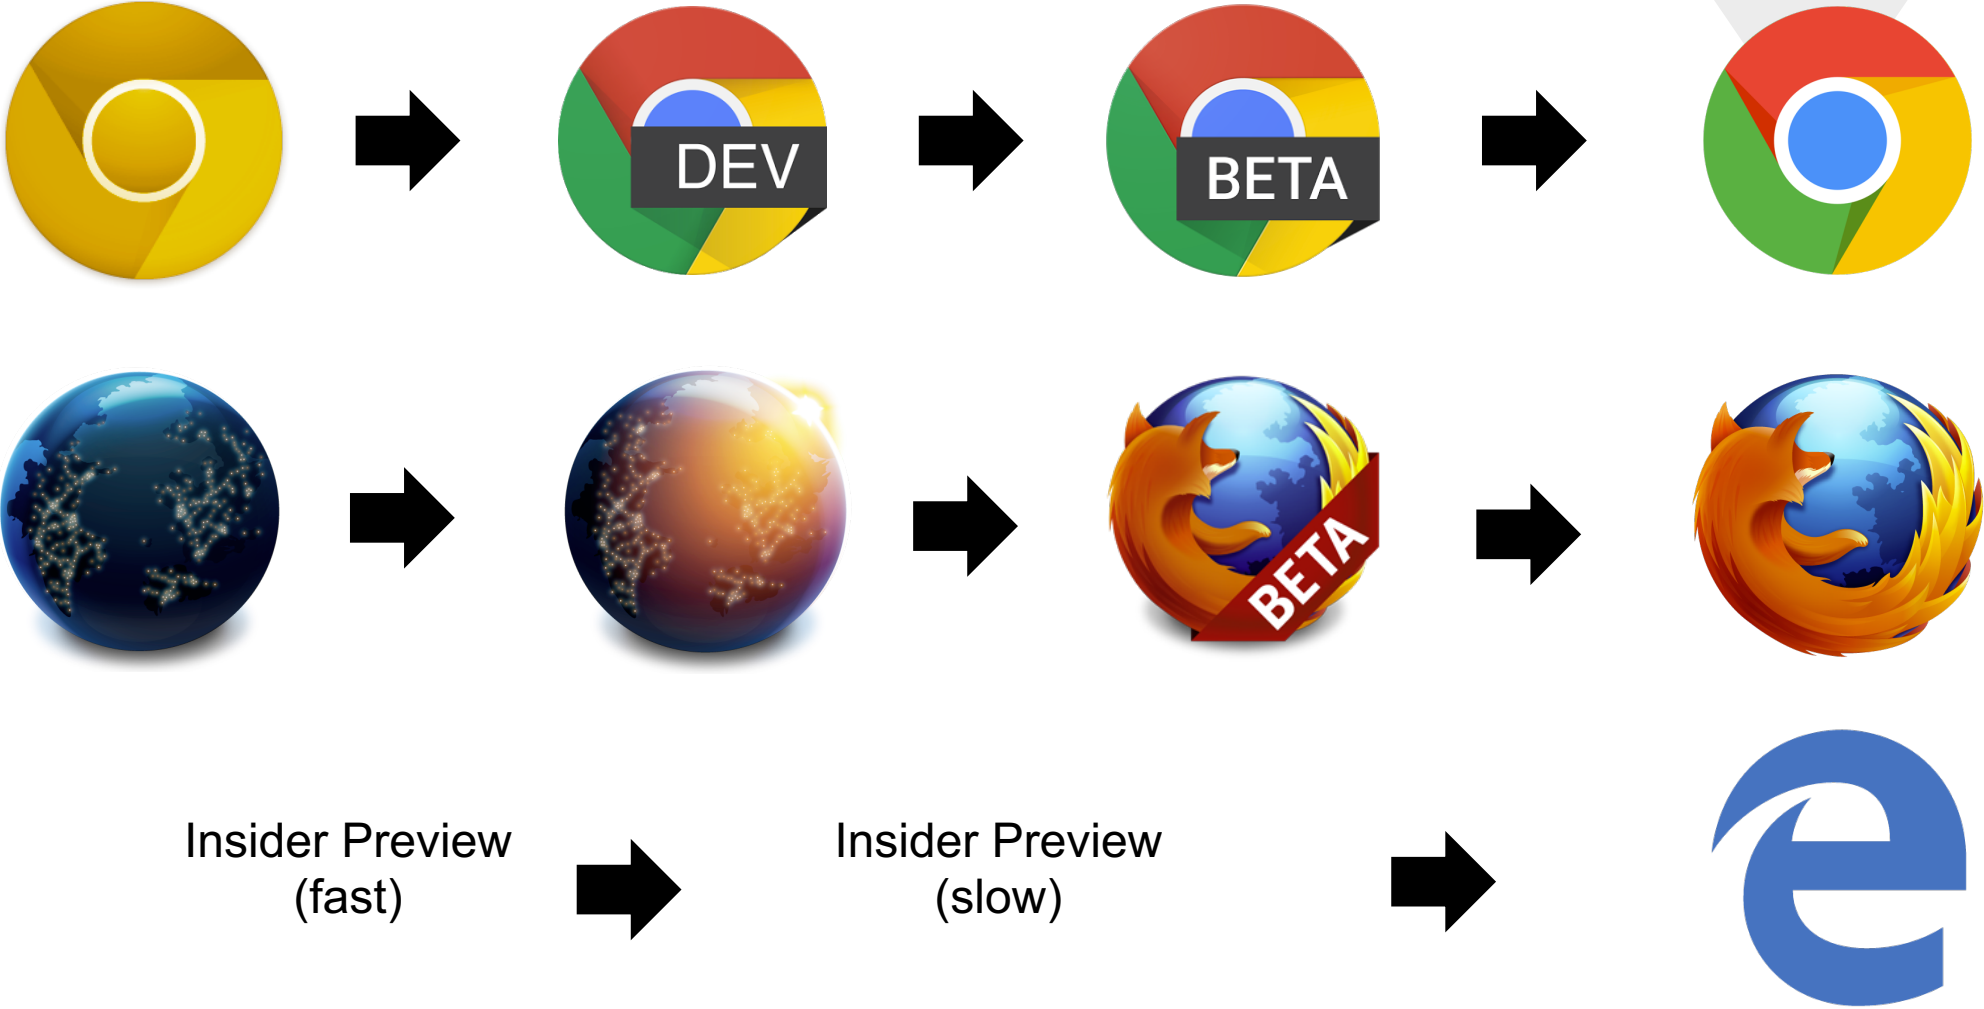 DEV
BETA
BETA
Insider Preview
(fast)
Insider Preview
(slow)